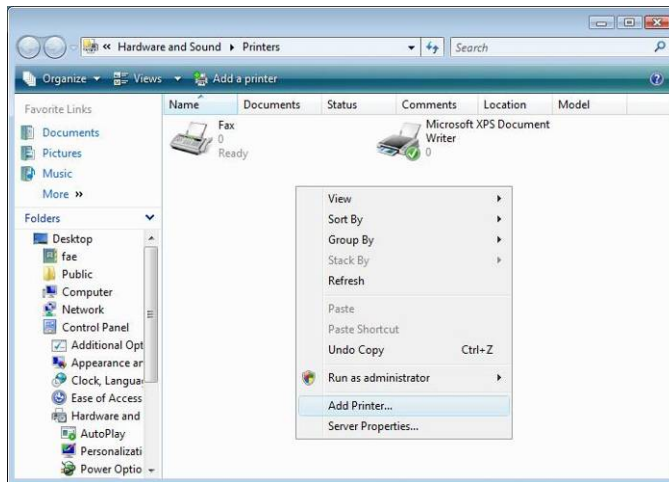 « Hardware and Sound ▸ Printers
Search
Organize Views Add a printer
Favorite Links
Name Documents Status Comments Location Model
Documents
Pictures
Music
More »
Fax
0
Ready
Microsoft XPS Document
Writer
0
Folders
Desktop
fae
Public
Computer
Network
Control Panel
Additional Opt
Appearance an
Clock, Languag
Ease of Access
Hardware and
AutoPlay
Personalizati
Power Optio
View
Sort By
Group By
Stack By
Refresh
Paste
Paste Shortcut
Undo Copy Ctrl+Z
Run as administrator
Add Printer...
Server Properties...